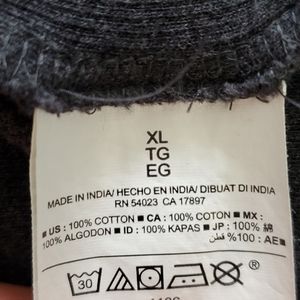 XL
TG
EG
MADE IN INDIA/ HECHO EN INDIA/ DIBUAT DI INDIA
RN 54023 CA 17897
■ US : 100% COTTON ■ CA : 100% COTON ■ MX :
100% ALGODON ■ ID : 100% KAPAS ■ JP : 100% 綿
■ AE : 100% قطن
30